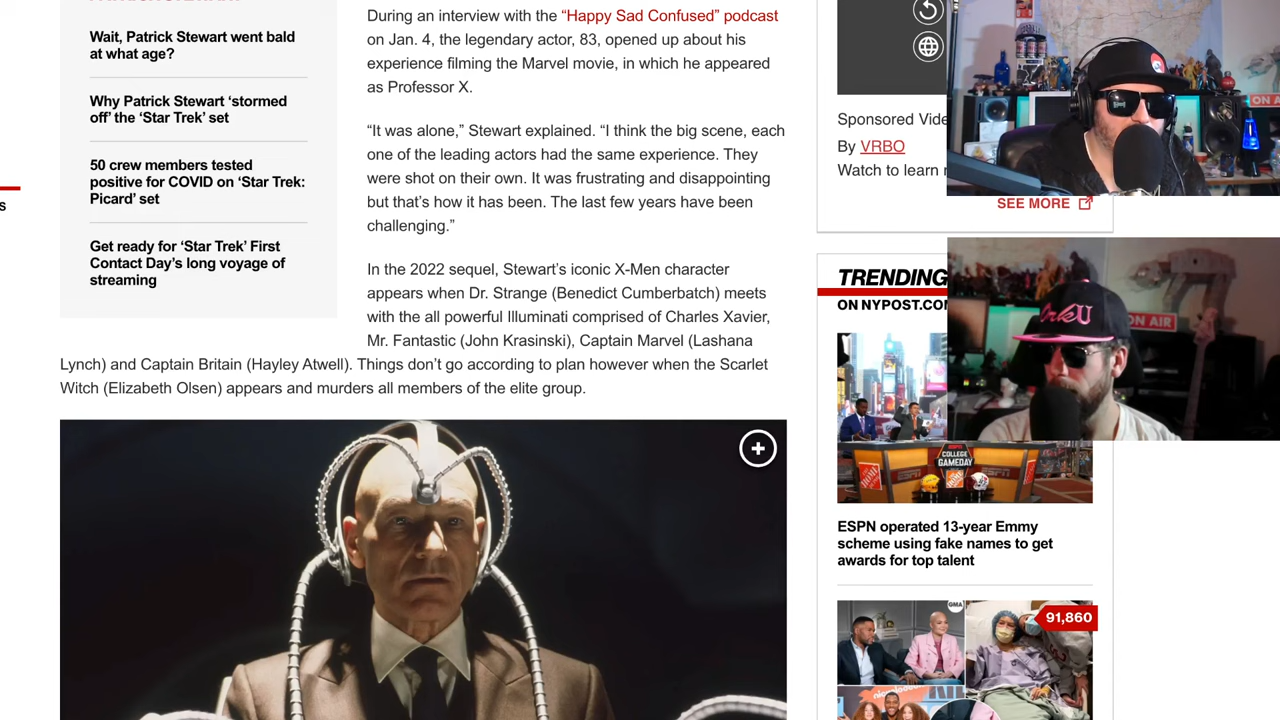 Wait, Patrick Stewart went bald
at what age?
Why Patrick Stewart ‘stormed
off’ the ‘Star Trek’ set
50 crew members tested
positive for COVID on ‘Star Trek:
Picard’ set
Get ready for ‘Star Trek’ First
Contact Day’s long voyage of
streaming
S
During an interview with the “Happy Sad Confused” podcast
on Jan. 4, the legendary actor, 83, opened up about his
experience filming the Marvel movie, in which he appeared
as Professor X.
“It was alone,” Stewart explained. “I think the big scene, each
one of the leading actors had the same experience. They
were shot on their own. It was frustrating and disappointing
but that’s how it has been. The last few years have been
challenging.”
In the 2022 sequel, Stewart’s iconic X-Men character
appears when Dr. Strange (Benedict Cumberbatch) meets
with the all powerful Illuminati comprised of Charles Xavier,
Mr. Fantastic (John Krasinski), Captain Marvel (Lashana
Lynch) and Captain Britain (Hayley Atwell). Things don’t go according to plan however when the Scarlet
Witch (Elizabeth Olsen) appears and murders all members of the elite group.
Sponsored Vide
By VRBO
Watch to learn
SEE MORE
ON A
TRENDING
ON NYPOST.CO
OrkU
ON AIR
COLLEGE
GAMEDAY
ESPN
ESPN operated 13-year Emmy
scheme using fake names to get
awards for top talent
GMA
91,860
nickelodeon